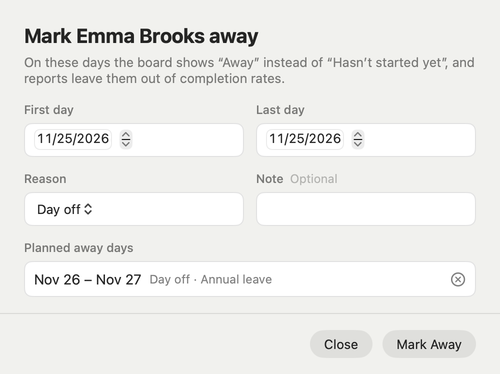 Mark Emma Brooks away
On these days the board shows “Away” instead of “Hasn’t started yet”, and
reports leave them out of completion rates.
First day
Last day
11/25/2026
11/25/2026
Reason
Note Optional
Day off
Planned away days
Nov 26 – Nov 27 Day off · Annual leave
Close
Mark Away